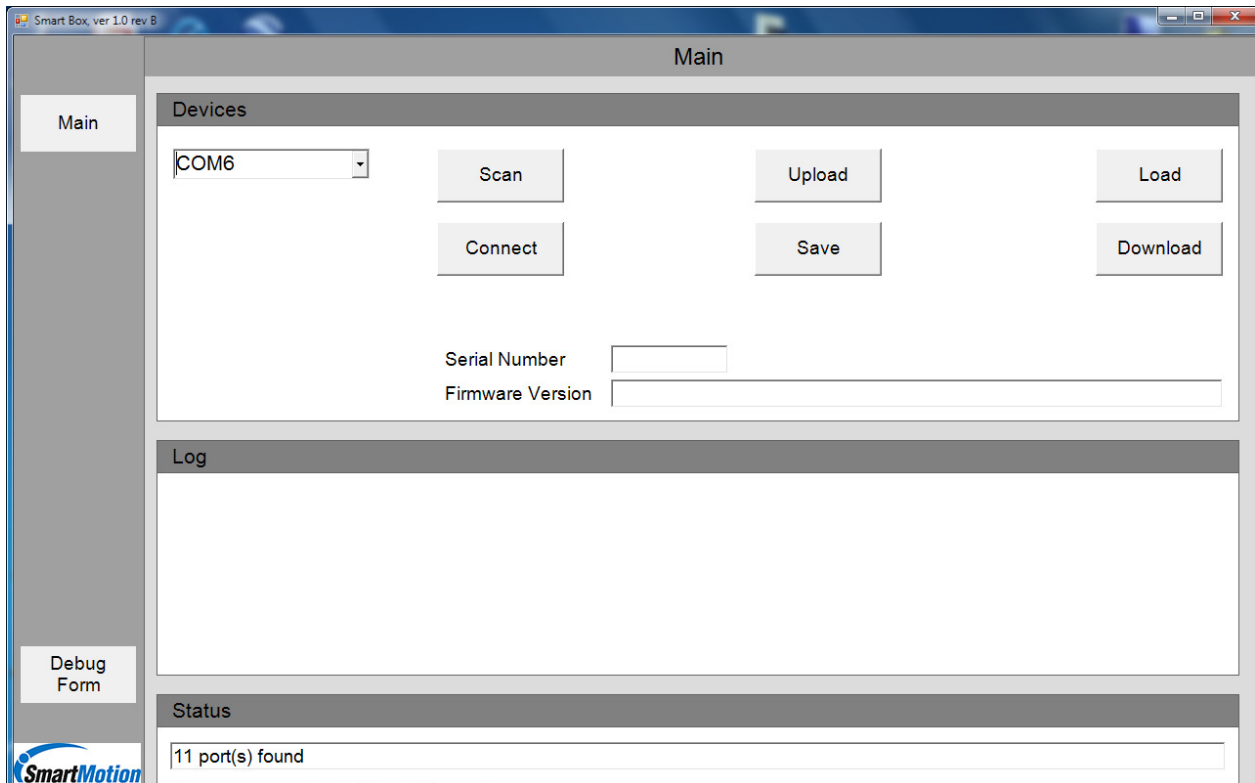 Smart Box, ver 1.0 rev B
Main
Main
Devices
COM6
Scan
Upload
Load
Connect
Save
Download
Serial Number
Firmware Version
Log
Debug
Form
Status
11 port(s) found
SmartMotion